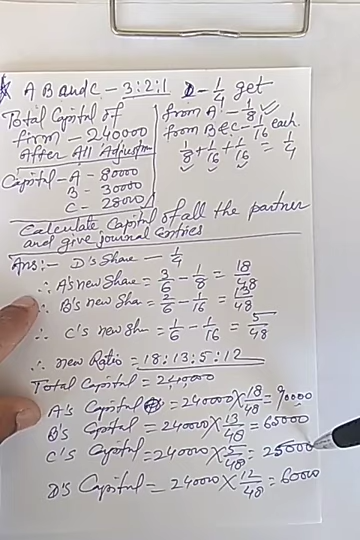 A B and C - 3:2:1 D - 1/4 get
Total Capital of
firm - 240000
After All Adjustm
from A - 1/8
from B & C - 1/16 each
1/8 + 1/16 + 1/16 = 1/4
Capital - A - 80000
B - 30000
C - 28000
Calculate Capital of all the partner
and give journal entries
Ans:- D's Share - 1/4
∴ A's new Share = 3/6 - 1/8 = 18/48
∴ B's new Shar = 2/6 - 1/16 = 13/48
∴ C's new Sh = 1/6 - 1/16 = 5/48
∴ new Ratio = 18:13:5:12
Total Capital = 240000
A's Capital = 240000 × 18/48 = 90000
B's Capital = 240000 × 13/48 = 65000
C's Capital = 240000 × 5/48 = 25000
D's Capital = 240000 × 12/48 = 60000